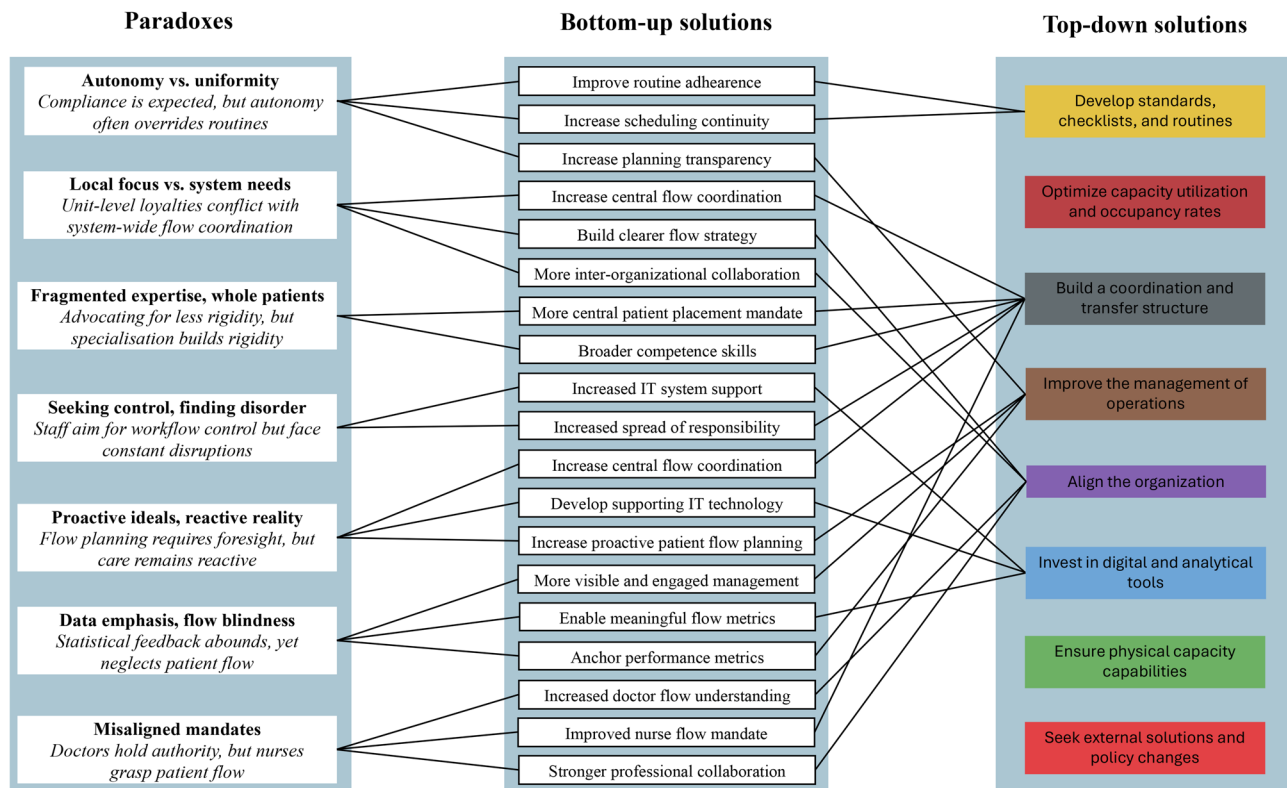 Paradoxes
Autonomy vs. uniformity
Compliance is expected, but autonomy
often overrides routines
Local focus vs. system needs
Unit-level loyalties conflict with
system-wide flow coordination
Fragmented expertise, whole patients
Advocating for less rigidity, but
specialisation builds rigidity
Seeking control, finding disorder
Staff aim for workflow control but face
constant disruptions
Proactive ideals, reactive reality
Flow planning requires foresight, but
care remains reactive
Data emphasis, flow blindness
Statistical feedback abounds, yet
neglects patient flow
Misaligned mandates
Doctors hold authority, but nurses
grasp patient flow
Bottom-up solutions
Improve routine adhearence
Increase scheduling continuity
Increase planning transparency
Increase central flow coordination
Build clearer flow strategy
More inter-organizational collaboration
More central patient placement mandate
Broader competence skills
Increased IT system support
Increased spread of responsibility
Increase central flow coordination
Develop supporting IT technology
Increase proactive patient flow planning
More visible and engaged management
Enable meaningful flow metrics
Anchor performance metrics
Increased doctor flow understanding
Improved nurse flow mandate
Stronger professional collaboration
Top-down solutions
Develop standards,
checklists, and routines
Optimize capacity utilization
and occupancy rates
Build a coordination and
transfer structure
Improve the management of
operations
Align the organization
Invest in digital and analytical
tools
Ensure physical capacity
capabilities
Seek external solutions and
policy changes